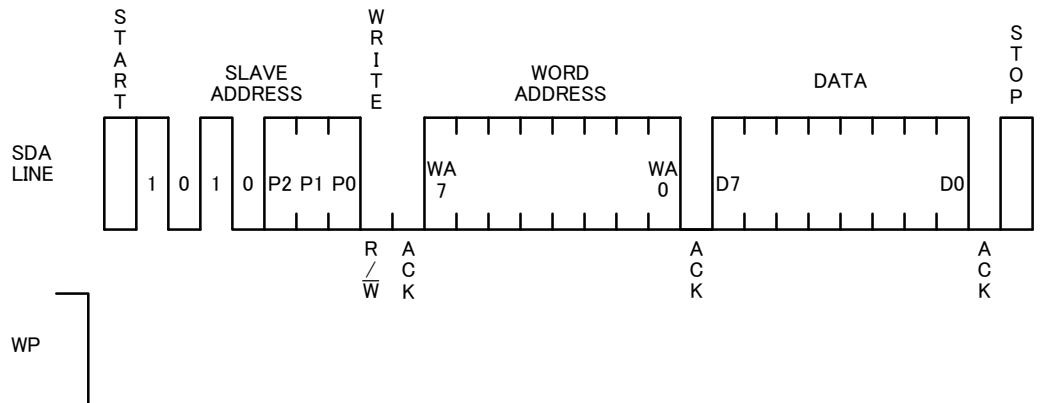 START
WRITE
STOP
SLAVE
ADDRESS
WORD
ADDRESS
DATA
SDA
LINE
1 0 1 0 P2 P1 P0
WA
7
WA
0
D7
D0
R/W̅
ACK
ACK
ACK
WP